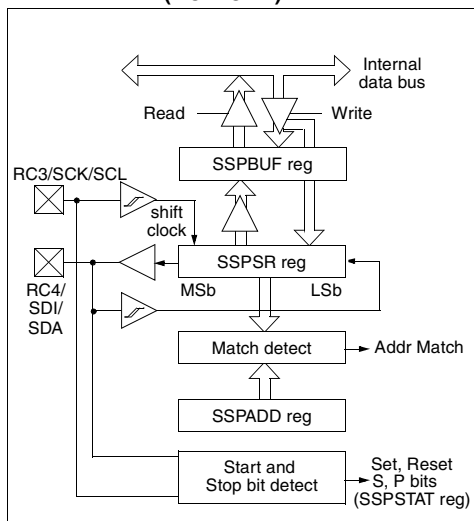 Internal
data bus
Read
Write
SSPBUF reg
RC3/SCK/SCL
shift
clock
SSPSR reg
MSb
LSb
RC4/
SDI/
SDA
Match detect
Addr Match
SSPADD reg
Start and
Stop bit detect
Set, Reset
S, P bits
(SSPSTAT reg)